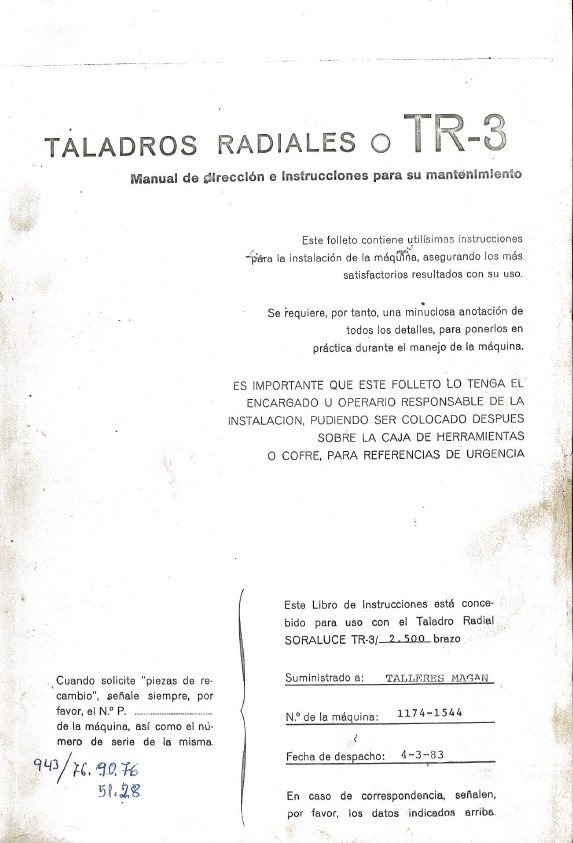 TALADROS RADIALES o TR-3
Manual de dirección e instrucciones para su mantenimiento
Este folleto contiene utilísimas instrucciones
para la instalación de la máquina, asegurando los más
satisfactorios resultados con su uso.
Se requiere, por tanto, una minuciosa anotación de
todos los detalles, para ponerlos en
práctica durante el manejo de la máquina.
ES IMPORTANTE QUE ESTE FOLLETO LO TENGA EL
ENCARGADO U OPERARIO RESPONSABLE DE LA
INSTALACION, PUDIENDO SER COLOCADO DESPUES
SOBRE LA CAJA DE HERRAMIENTAS
O COFRE, PARA REFERENCIAS DE URGENCIA
Cuando solicite "piezas de re-
cambio", señale siempre, por
favor, el N.º P.
de la máquina, así como el nú-
mero de serie de la misma.
943/76.90.76
51.28
Este Libro de Instrucciones está conce-
bido para uso con el Taladro Radial
SORALUCE TR-3/ 2.500 brazo
Suministrado a: TALLERES MAGAN
N.º de la máquina: 1174-1544
Fecha de despacho: 4-3-83
En caso de correspondencia, señalen,
por favor, los datos indicados arriba.